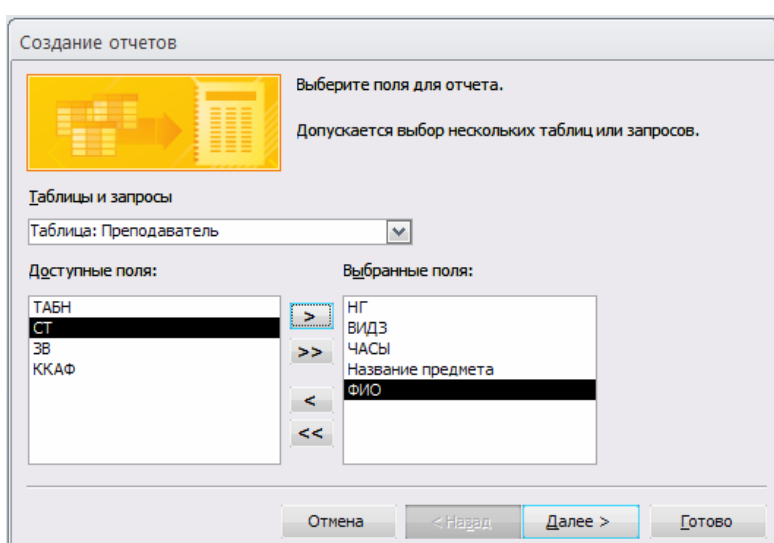 Создание отчетов
Выберите поля для отчета.
Допускается выбор нескольких таблиц или запросов.
Таблицы и запросы
Таблица: Преподаватель
Доступные поля:
Выбранные поля:
ТАБН
СТ
ЗВ
ККАФ
>
>>
<
<<
НГ
ВИДЗ
ЧАСЫ
Название предмета
ФИО
Отмена
< Назад
Далее >
Готово